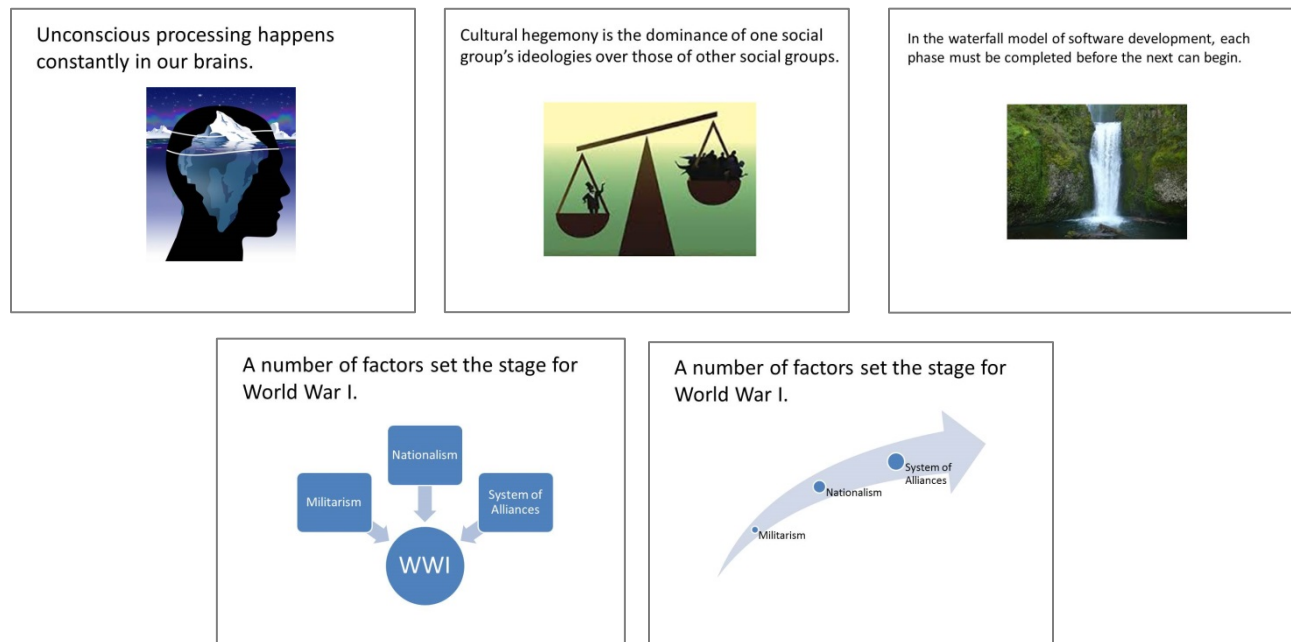 Unconscious processing happens
constantly in our brains.
Cultural hegemony is the dominance of one social
group’s ideologies over those of other social groups.
In the waterfall model of software development, each
phase must be completed before the next can begin.
A number of factors set the stage for
World War I.
Nationalism
Militarism
System of
Alliances
WWI
A number of factors set the stage for
World War I.
System of
Alliances
Nationalism
Militarism